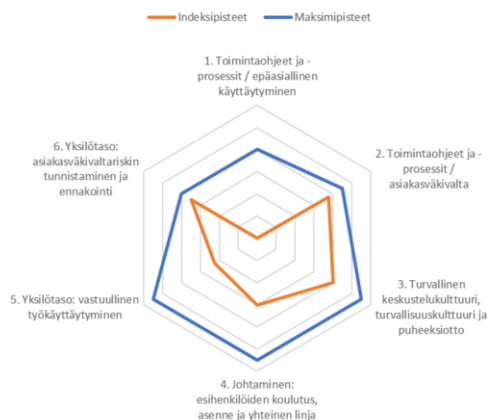 Indeksipisteet
Maksimipisteet
1. Toimintaohjeet ja -
prosessit / epäasiallinen
käyttäytyminen
2. Toimintaohjeet ja -
prosessit /
asiakasväkivalta
3. Turvallinen
keskustelukulttuuri,
turvallisuuskulttuuri ja
puheeksiotto
4. Johtaminen:
esihenkilöiden koulutus,
asenne ja yhteinen linja
5. Yksilötaso: vastuullinen
työkäyttäytyminen
6. Yksilötaso:
asiakasväkivaltariskin
tunnistaminen ja
ennakointi